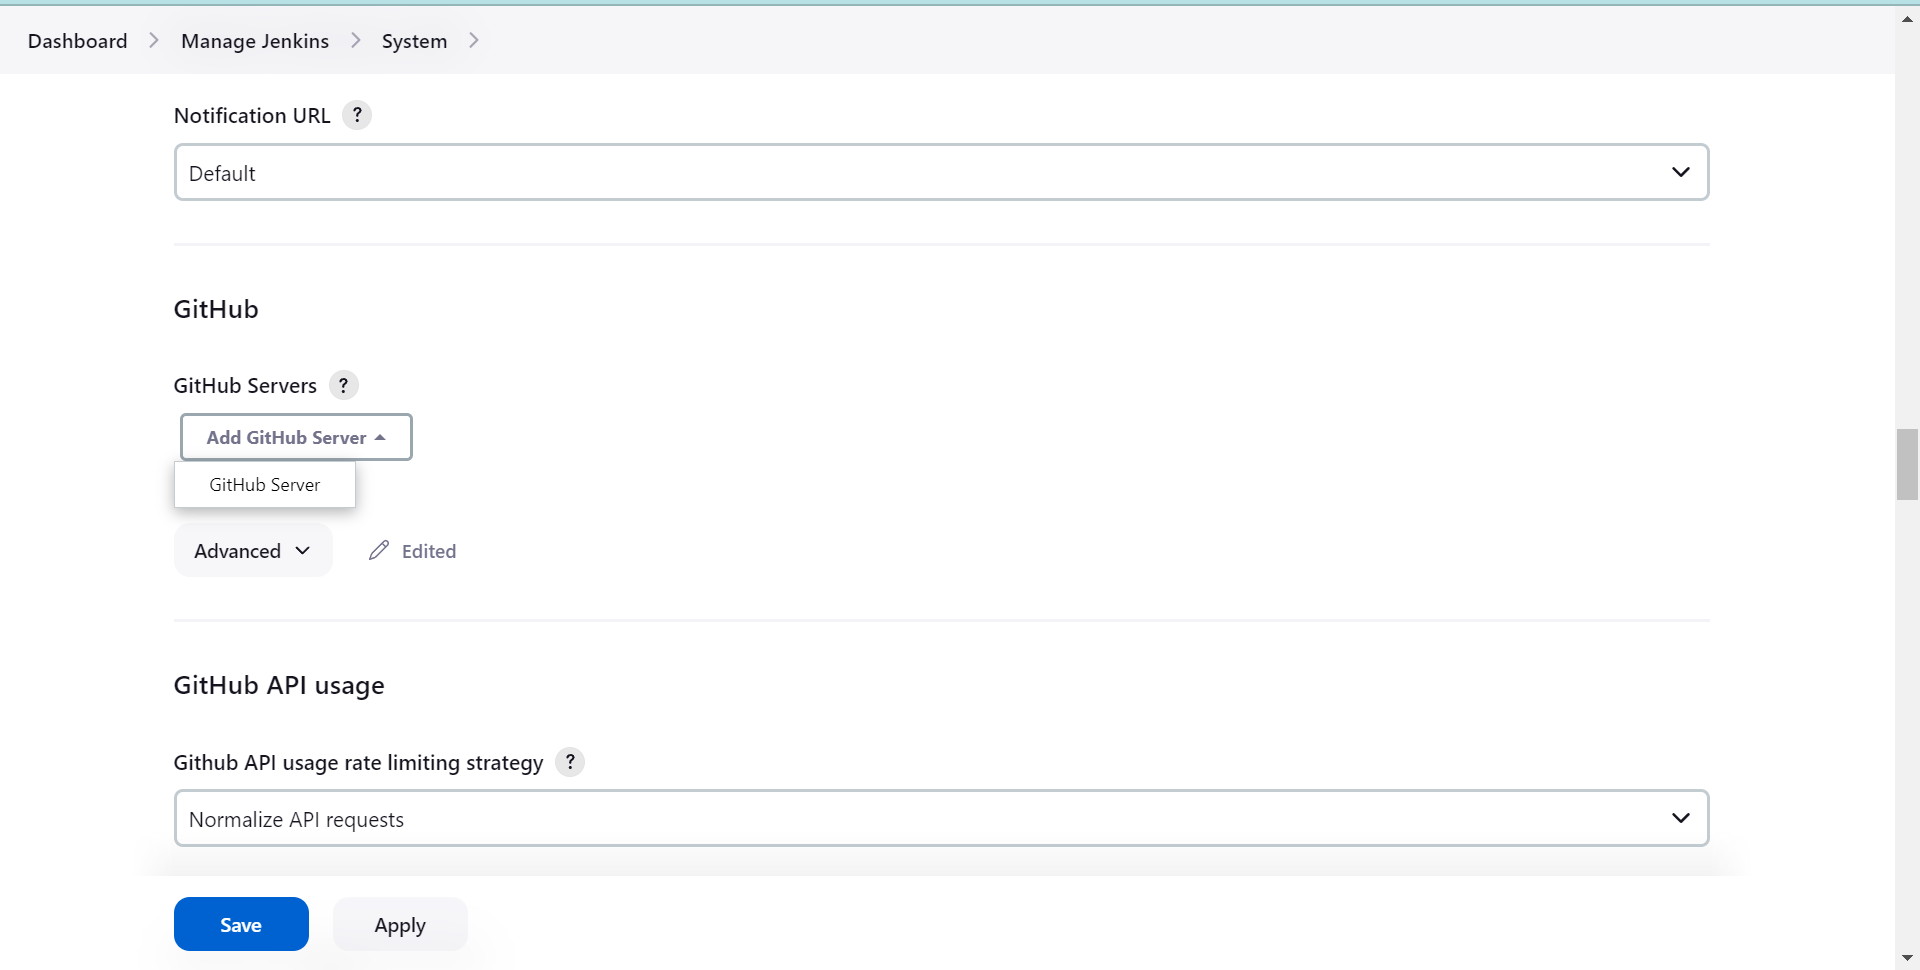 Dashboard Manage Jenkins System
Notification URL ?
Default
GitHub
GitHub Servers ?
Add GitHub Server
GitHub Server
Advanced Edited
GitHub API usage
Github API usage rate limiting strategy ?
Normalize API requests
Save Apply